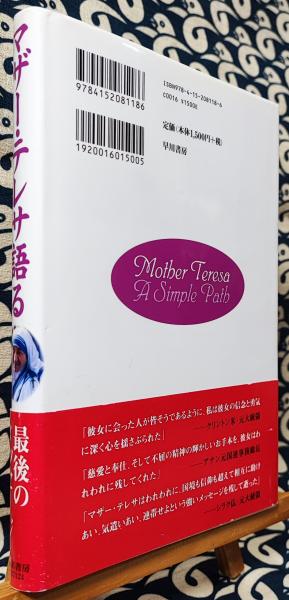 マザー・テレサ語る
最後の
9784152081186
1920016015005
ISBN978-4-15-208118-6
C0016 ¥1500E
定価（本体1,500円+税）
早川書房
Mother Teresa
A Simple Path
「彼女に会った人が皆そうであるように、私は彼女の信念と勇気
に深く心を揺さぶられた」
──クリントン米・元大統領
「慈愛と奉仕、そして不屈の精神の輝かしいお手本を、彼女はわ
れわれに残してくれた」
──アナン元国連事務総長
「マザー・テレサはわれわれに、国境も信仰も超えて相互に助け
あい、気遣いあい、連帯せよという強いメッセージを残して逝った」
──シラク仏・元大統領
早川書房